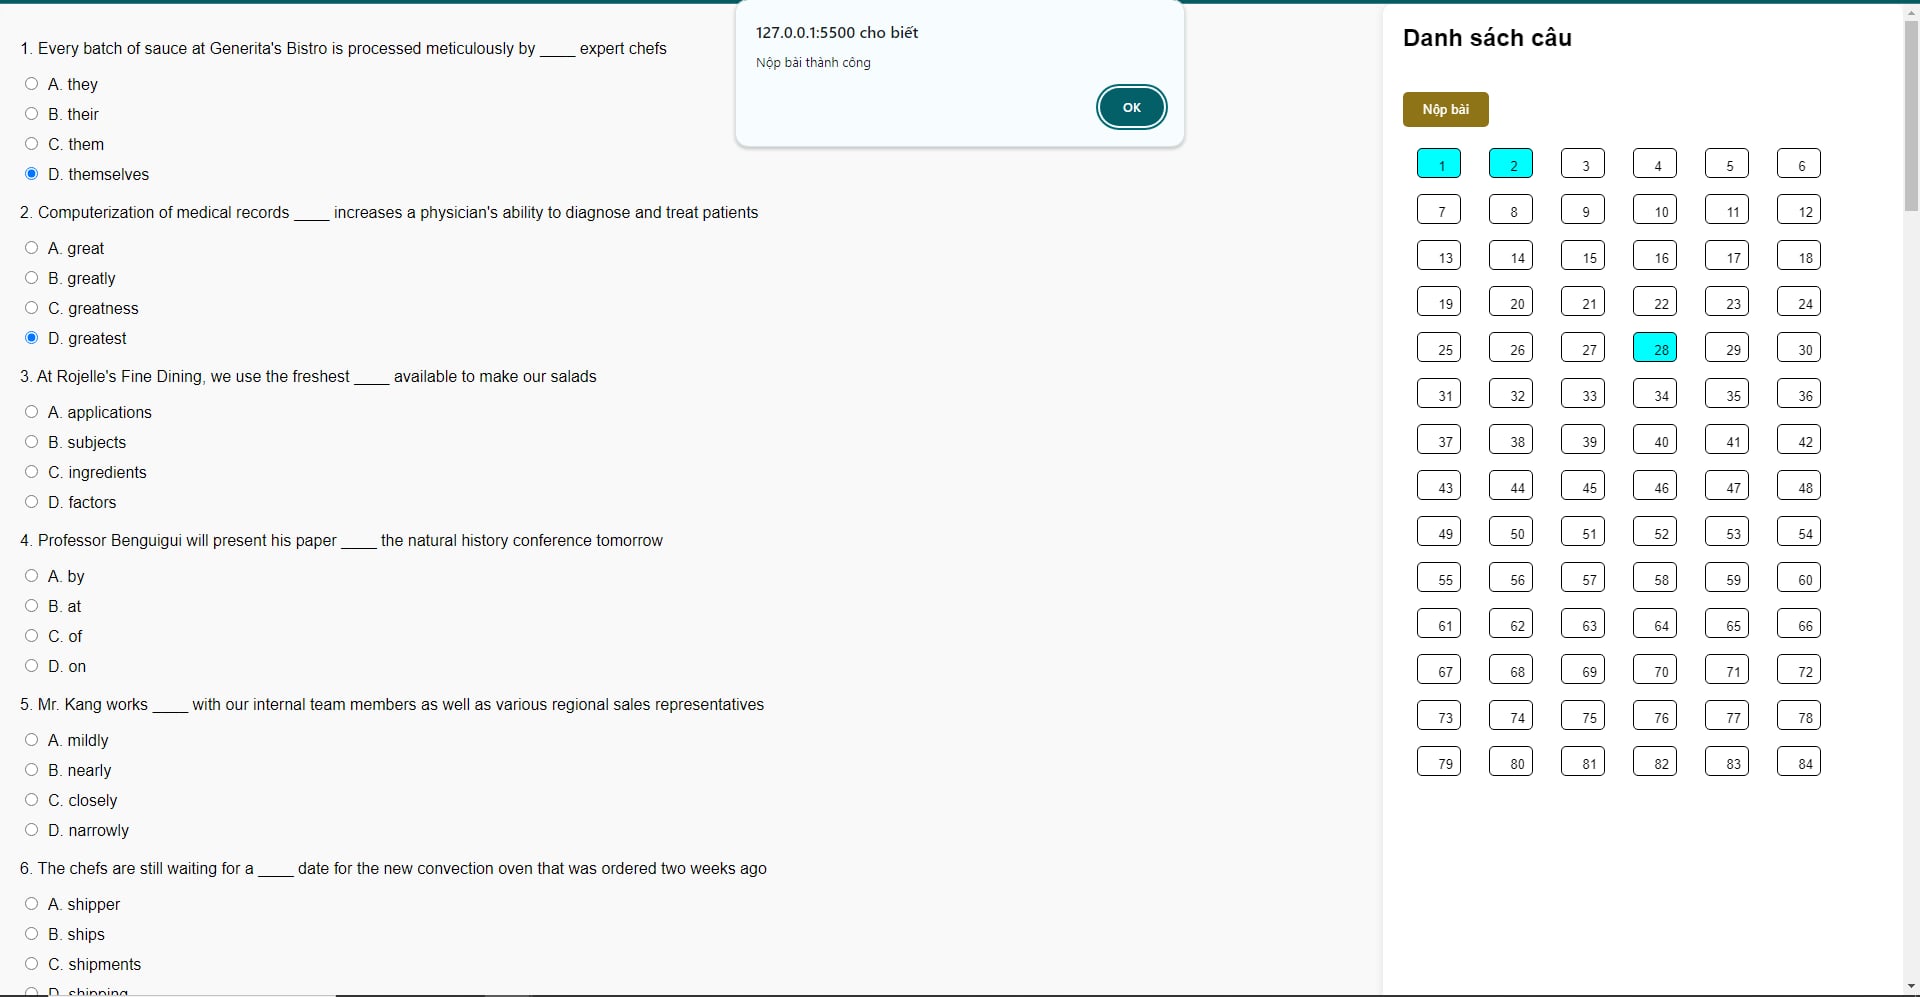 127.0.0.1:5500 cho biết
Nộp bài thành công
OK
1. Every batch of sauce at Generita's Bistro is processed meticulously by ____ expert chefs
A. they
B. their
C. them
D. themselves
2. Computerization of medical records ____ increases a physician's ability to diagnose and treat patients
A. great
B. greatly
C. greatness
D. greatest
3. At Rojelle's Fine Dining, we use the freshest ____ available to make our salads
A. applications
B. subjects
C. ingredients
D. factors
4. Professor Benguigui will present his paper ____ the natural history conference tomorrow
A. by
B. at
C. of
D. on
5. Mr. Kang works ____ with our internal team members as well as various regional sales representatives
A. mildly
B. nearly
C. closely
D. narrowly
6. The chefs are still waiting for a ____ date for the new convection oven that was ordered two weeks ago
A. shipper
B. ships
C. shipments
D. shipping
Danh sách câu
Nộp bài
1 2 3 4 5 6
7 8 9 10 11 12
13 14 15 16 17 18
19 20 21 22 23 24
25 26 27 28 29 30
31 32 33 34 35 36
37 38 39 40 41 42
43 44 45 46 47 48
49 50 51 52 53 54
55 56 57 58 59 60
61 62 63 64 65 66
67 68 69 70 71 72
73 74 75 76 77 78
79 80 81 82 83 84